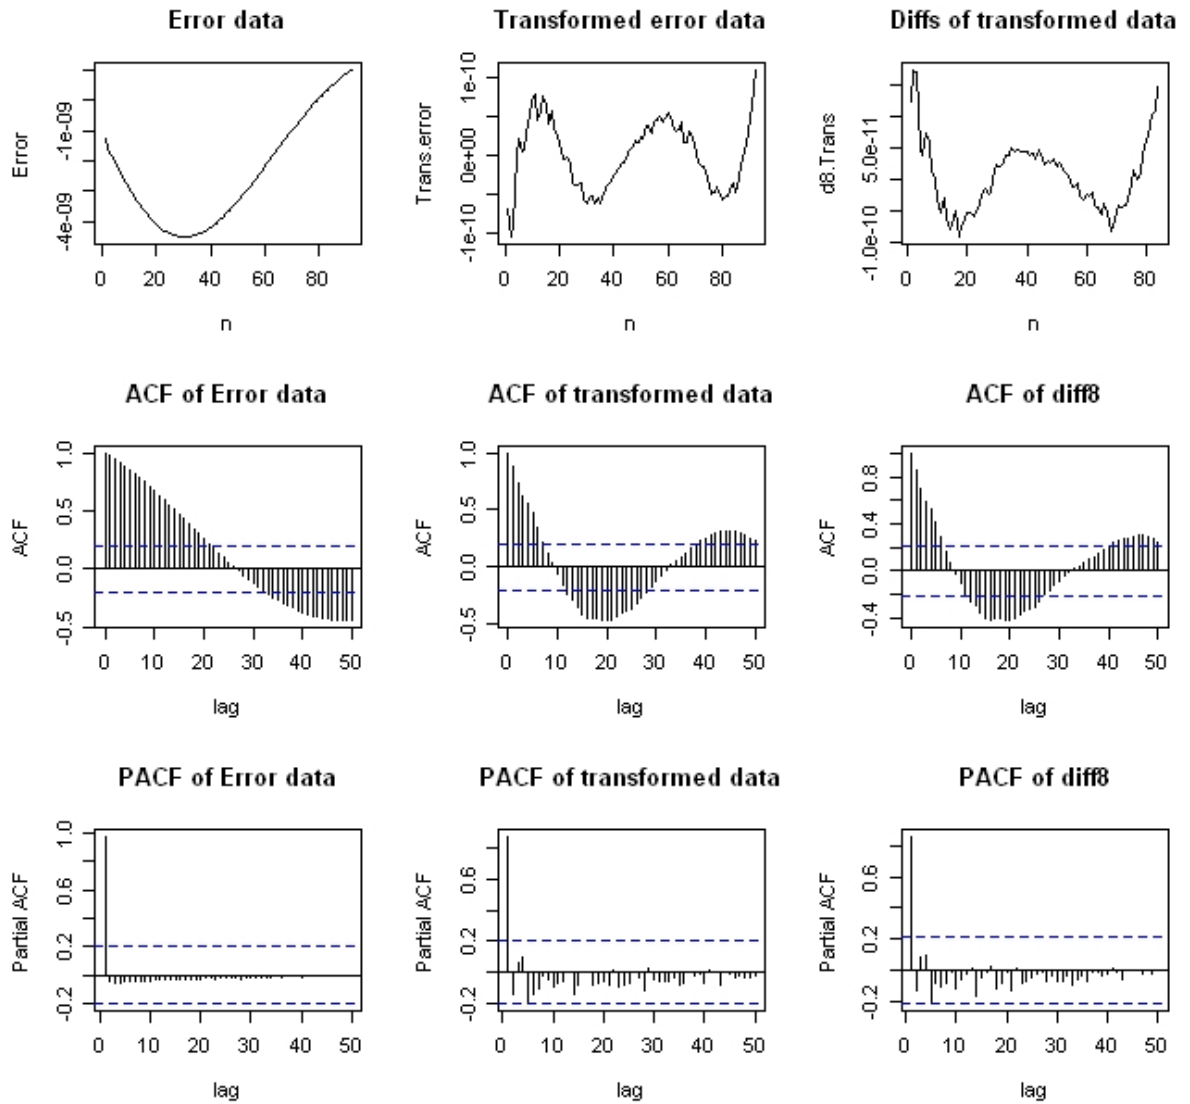 Error data
Error
-4e-09
-1e-09
0 20 40 60 80
n
Transformed error data
Trans.error
-1e-10
0e+00
1e-10
0 20 40 60 80
n
Diffs of transformed data
d8.Trans
-1.0e-10
5.0e-11
0 20 40 60 80
n
ACF of Error data
ACF
-0.5
0.0
0.5
1.0
0 10 20 30 40 50
lag
ACF of transformed data
ACF
-0.5
0.0
0.5
1.0
0 10 20 30 40 50
lag
ACF of diff8
ACF
-0.4
0.0
0.4
0.8
0 10 20 30 40 50
lag
PACF of Error data
Partial ACF
-0.2
0.2
0.6
1.0
0 10 20 30 40 50
lag
PACF of transformed data
Partial ACF
-0.2
0.2
0.6
0 10 20 30 40 50
lag
PACF of diff8
Partial ACF
-0.2
0.2
0.6
0 10 20 30 40 50
lag